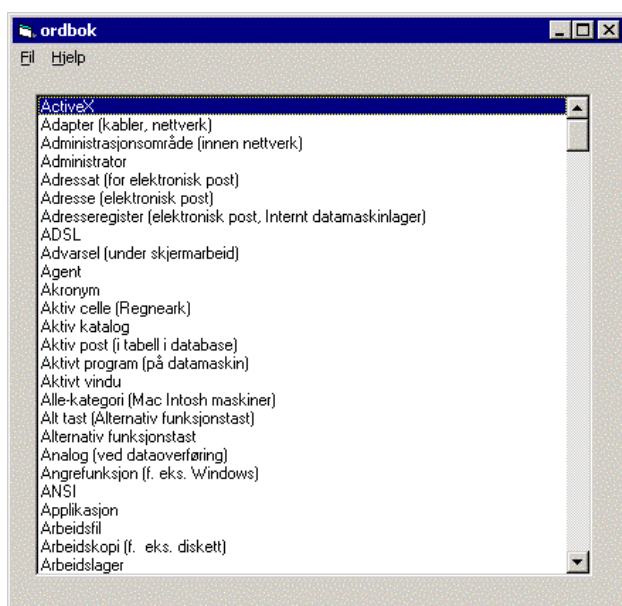 ordbok
Fil Hjelp
ActiveX
Adapter (kabler, nettverk)
Administrasjonsområde (innen nettverk)
Administrator
Adressat (for elektronisk post)
Adresse (elektronisk post)
Adresseregister (elektronisk post, Internt datamaskinlager)
ADSL
Advarsel (under skjermarbeid)
Agent
Akronym
Aktiv celle (Regneark)
Aktiv katalog
Aktiv post (i tabell i database)
Aktivt program (på datamaskin)
Aktivt vindu
Alle-kategori (Mac Intosh maskiner)
Alt tast (Alternativ funksjonstast)
Alternativ funksjonstast
Analog (ved dataoverføring)
Angrefunksjon (f. eks. Windows)
ANSI
Applikasjon
Arbeidsfil
Arbeidskopi (f.  eks. diskett)
Arbeidslager